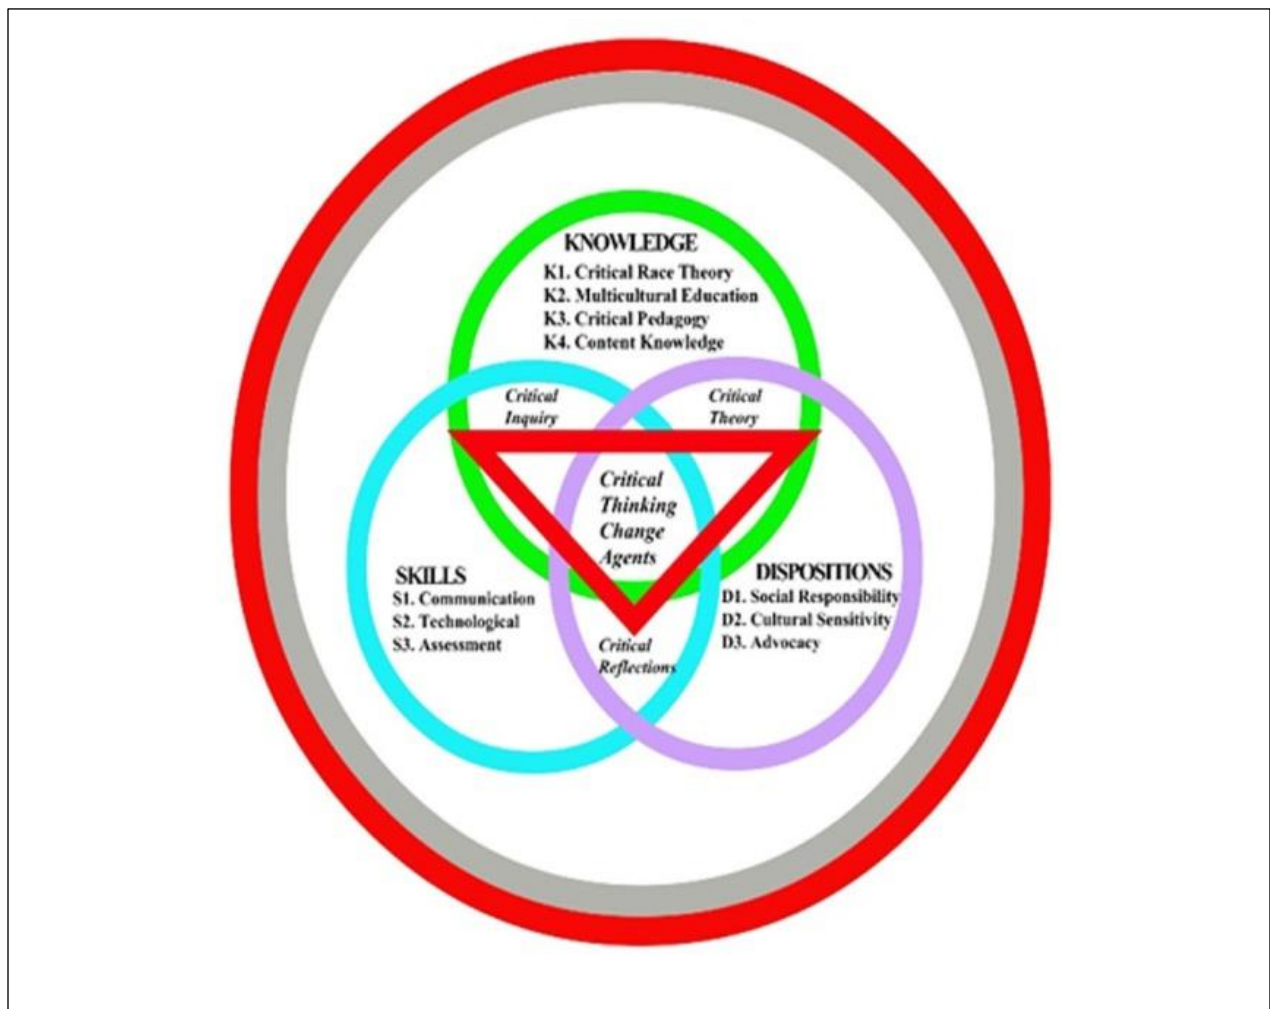 KNOWLEDGE
K1. Critical Race Theory
K2. Multicultural Education
K3. Critical Pedagogy
K4. Content Knowledge
Critical
Inquiry
Critical
Theory
Critical
Thinking
Change
Agents
SKILLS
S1. Communication
S2. Technological
S3. Assessment
DISPOSITIONS
D1. Social Responsibility
D2. Cultural Sensitivity
D3. Advocacy
Critical
Reflections